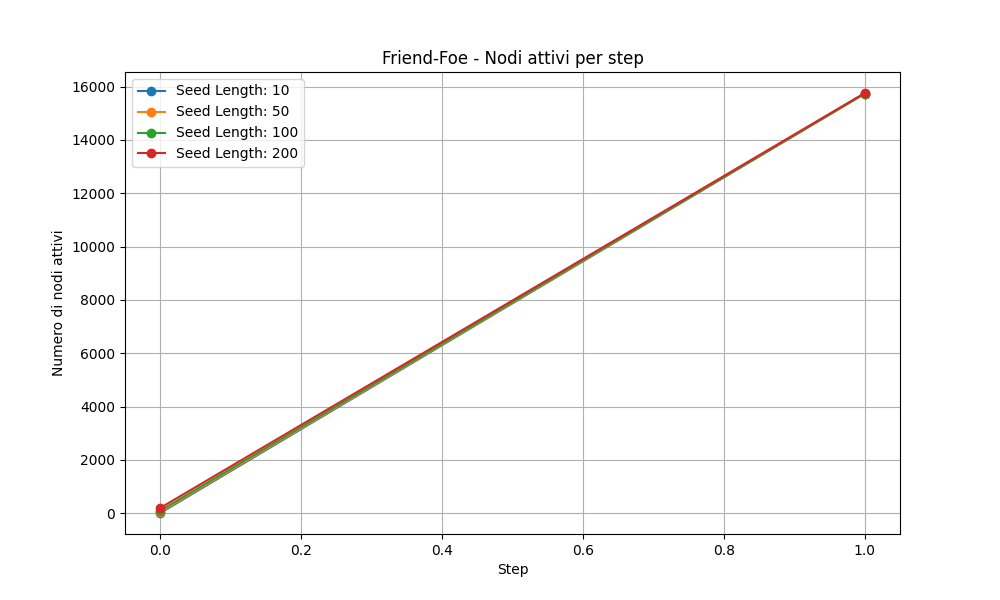 Friend-Foe - Nodi attivi per step
Seed Length: 10
Seed Length: 50
Seed Length: 100
Seed Length: 200
Numero di nodi attivi
16000
14000
12000
10000
8000
6000
4000
2000
0
0.0
0.2
0.4
0.6
0.8
1.0
Step